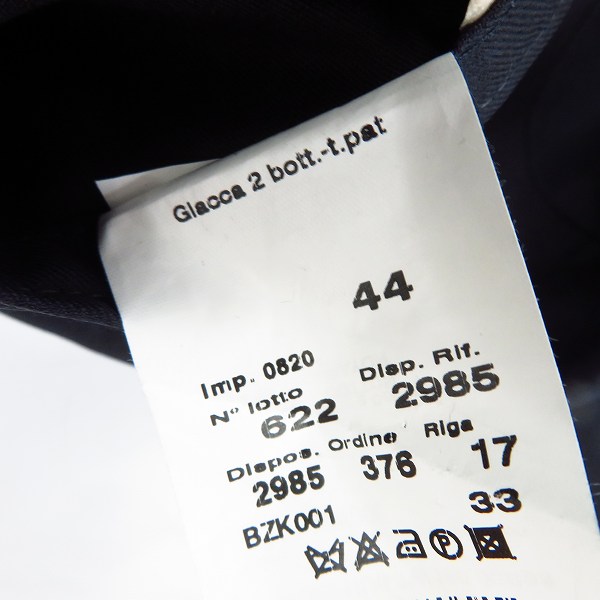 Giacca 2 bott.-t.pat
44
Imp. 0820 Disp. Rif.
N° lotto 2985
622
Dispos. Ordine Riga
2985 376 17
BZK001 33
P